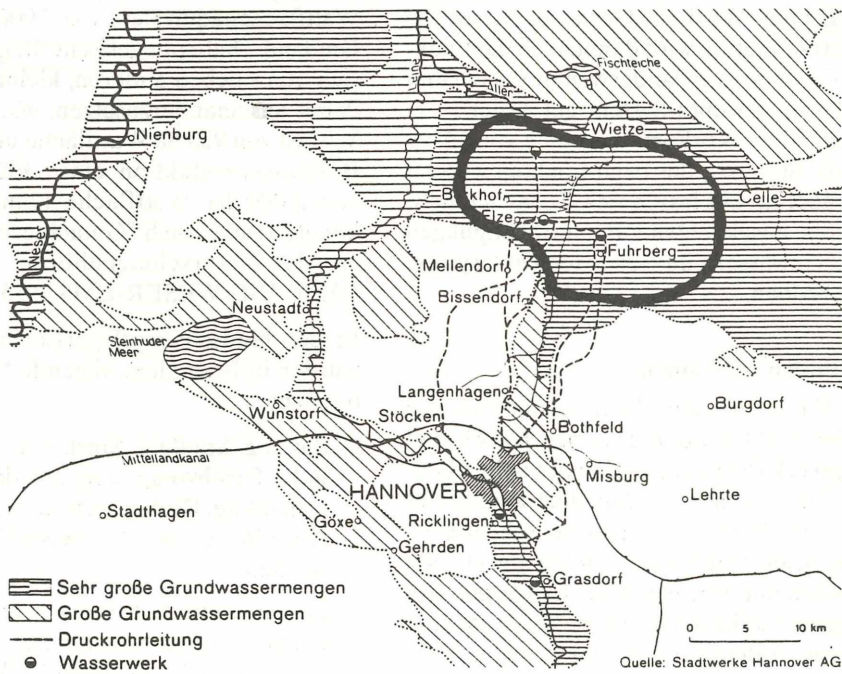 Fischteiche
Leine
Aller
Nienburg
Wietze
Wietze
Celle
Elze
Fuhrberg
Weser
Mellendorf
Bissendorf
Neustadt
Steinhuder
Meer
Langenhagen
Burgdorf
Wunstorf
Stöcken
Bothfeld
Mittellandkanal
Misburg
HANNOVER
Lehrte
Stadthagen
Göxe
Ricklingen
Gehrden
Grasdorf
Sehr große Grundwassermengen
Große Grundwassermengen
Druckrohrleitung
Wasserwerk
0 5 10 km
Quelle: Stadtwerke Hannover AG